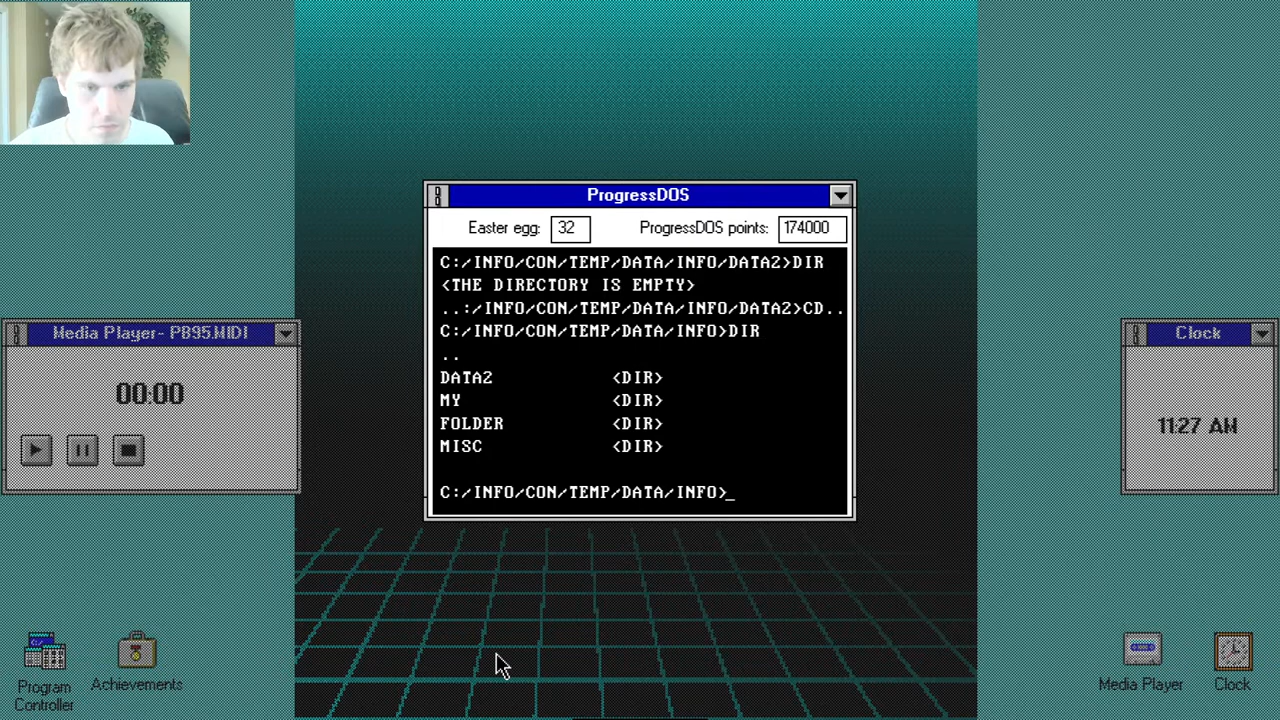 ProgressDOS
Easter egg: 32 ProgressDOS points: 174000
C:/INFO/CON/TEMP/DATA/INFO/DATA2>DIR
<THE DIRECTORY IS EMPTY>
..:/INFO/CON/TEMP/DATA/INFO/DATA2>CD..
C:/INFO/CON/TEMP/DATA/INFO>DIR
..
DATA2 <DIR>
MY <DIR>
FOLDER <DIR>
MISC <DIR>
C:/INFO/CON/TEMP/DATA/INFO>_
Media Player- PB95.MIDI
00:00
Clock
11:27 AM
Program
Controller
Achievements
Media Player
Clock